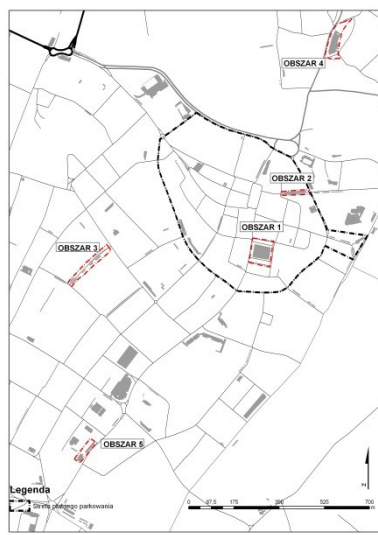 OBSZAR 4
OBSZAR 2
OBSZAR 1
OBSZAR 3
OBSZAR 5
Legenda
Strefa płatnego parkowania
N
0 87,5 175 350 525 700
m